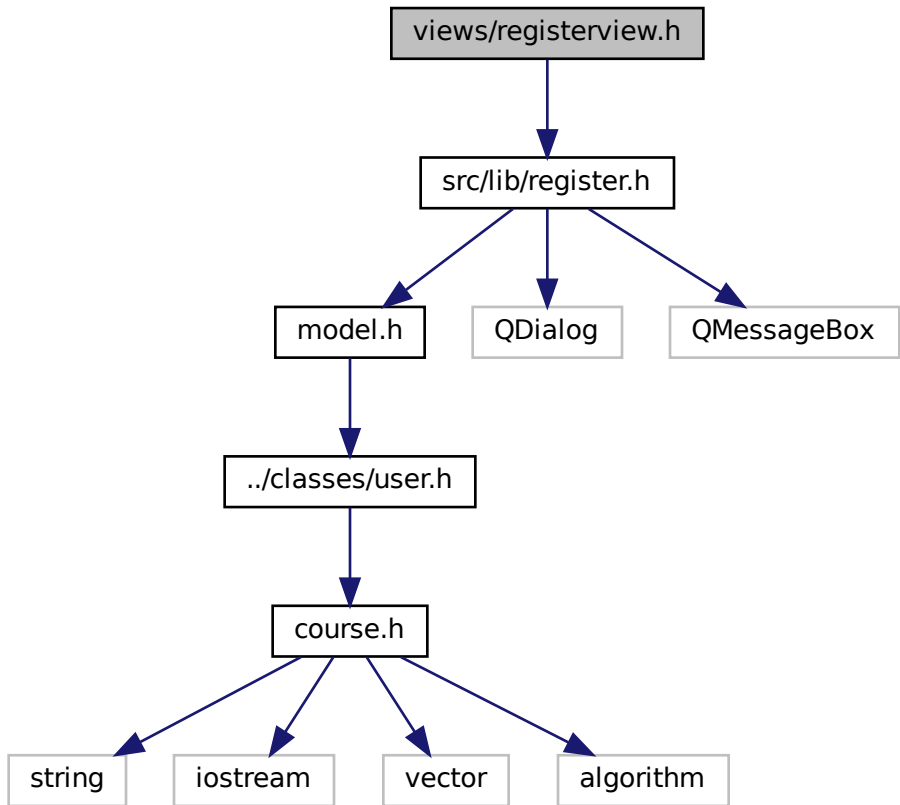 views/registerview.h
src/lib/register.h
model.h
QDialog
QMessageBox
../classes/user.h
course.h
string
iostream
vector
algorithm